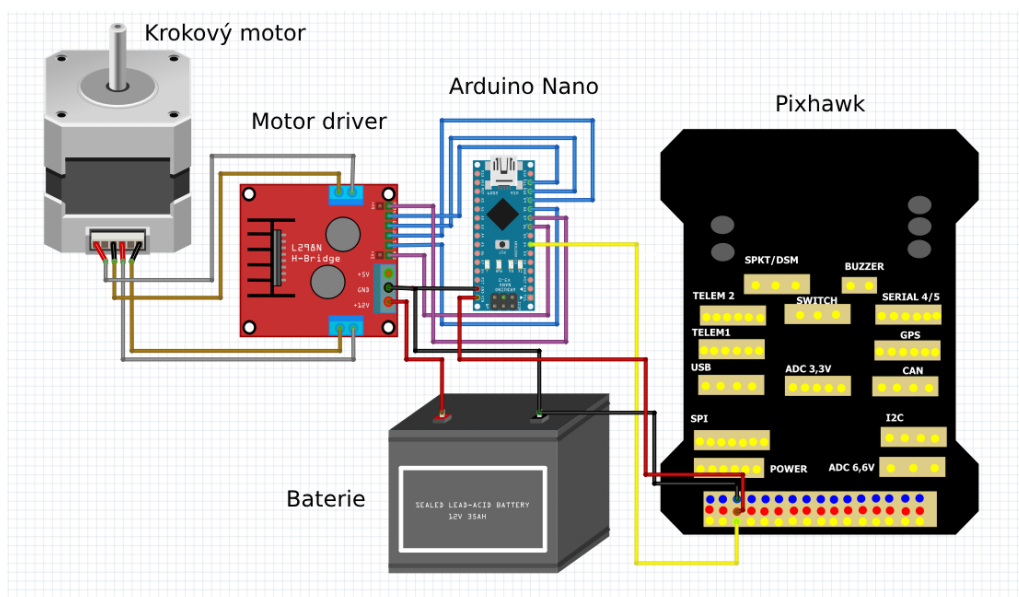 Krokový motor
Arduino Nano
Pixhawk
Motor driver
L298N
H-Bridge
+5V
GND
+12V
SPKT/DSM
BUZZER
TELEM 2
SWITCH
SERIAL 4/5
TELEM1
GPS
USB
ADC 3,3V
CAN
SPI
I2C
POWER
ADC 6,6V
Baterie
SEALED LEAD-ACID BATTERY
12V 35AH